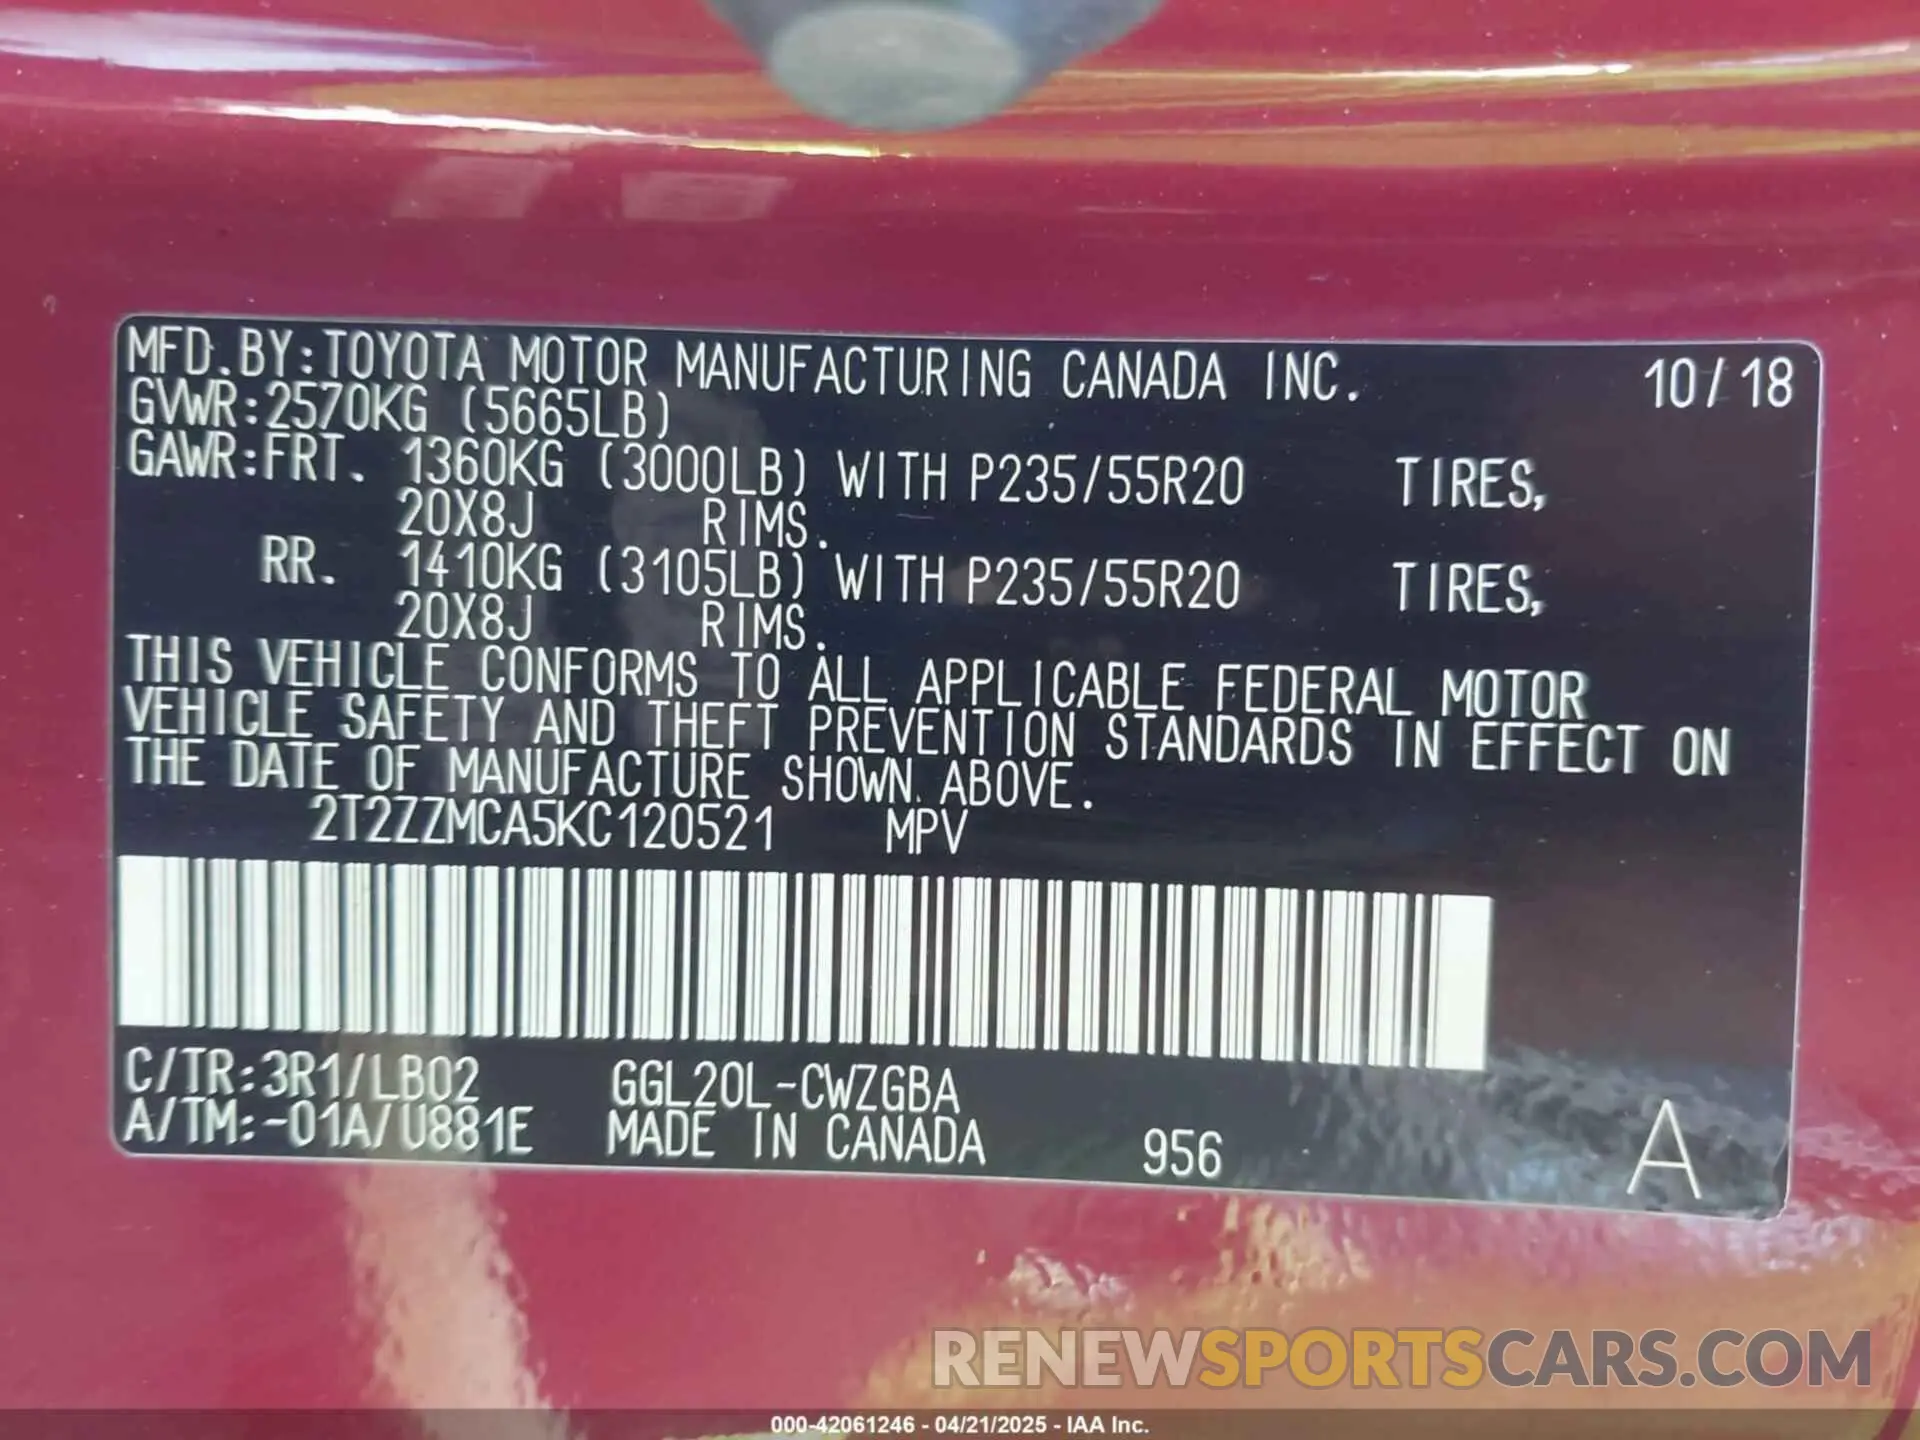 MFD.BY:TOYOTA MOTOR MANUFACTURING CANADA INC. 10/18
GVWR:2570KG (5665LB)
GAWR:FRT. 1360KG (3000LB) WITH P235/55R20 TIRES,
20X8J RIMS.
RR. 1410KG (3105LB) WITH P235/55R20 TIRES,
20X8J RIMS.
THIS VEHICLE CONFORMS TO ALL APPLICABLE FEDERAL MOTOR
VEHICLE SAFETY AND THEFT PREVENTION STANDARDS IN EFFECT ON
THE DATE OF MANUFACTURE SHOWN ABOVE.
2T2ZZMCA5KC120521 MPV
C/TR:3R1/LB02 GGL20L-CWZGBA
A/TM:-01A/U881E MADE IN CANADA 956 A
RENEWSPORTSCARS.COM
000-42061246 - 04/21/2025 - IAA Inc.